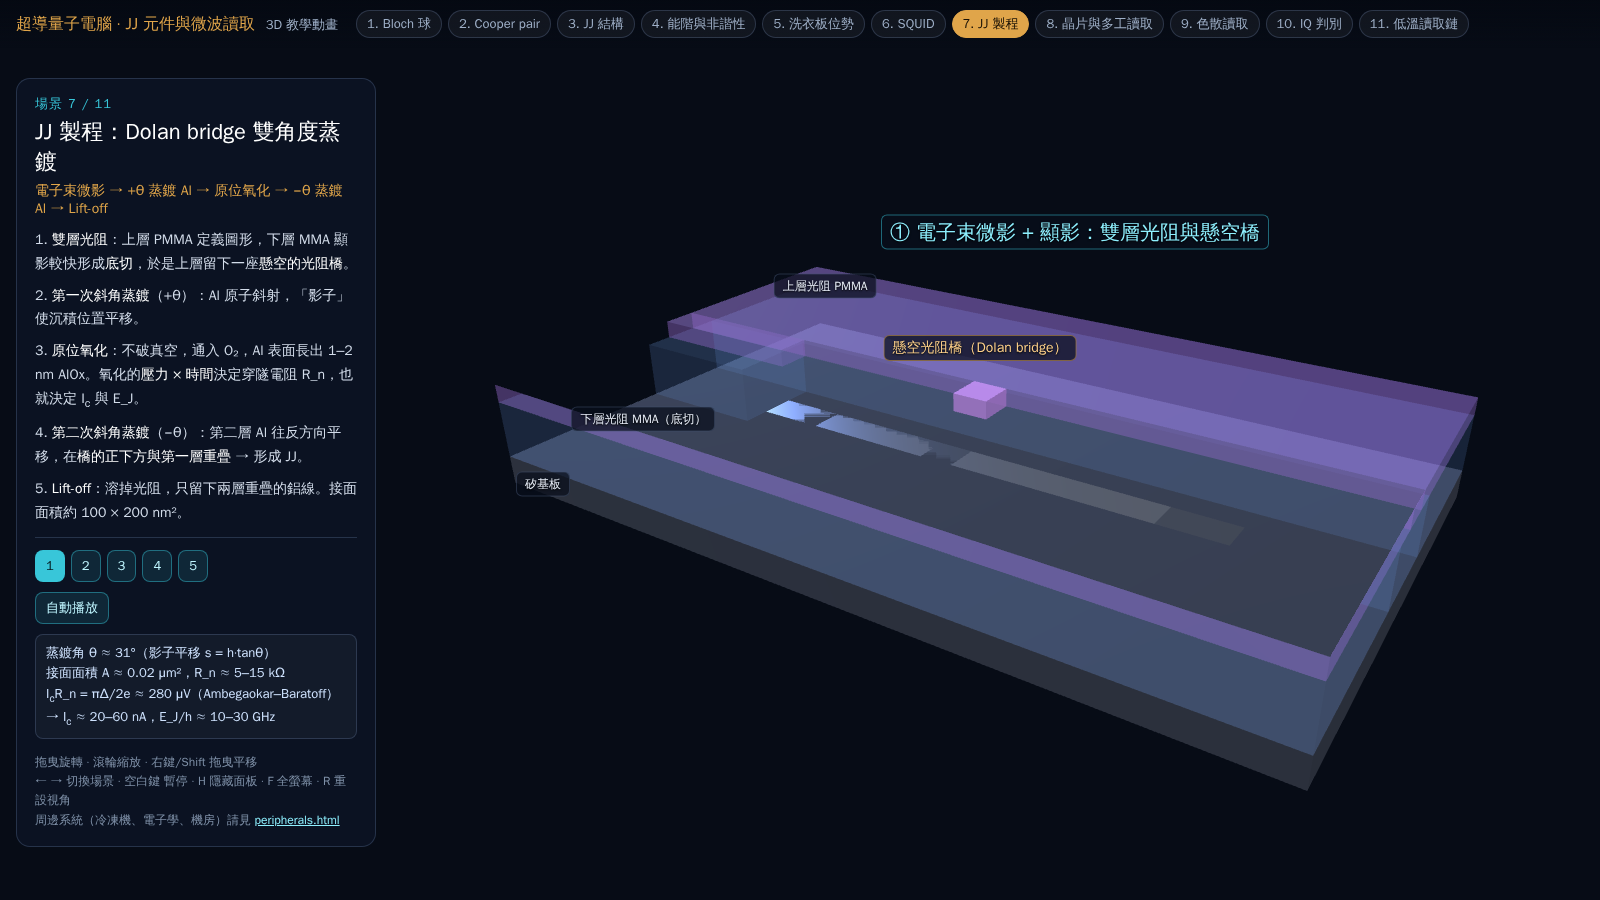 超導量子電腦 · JJ 元件與微波讀取 3D 教學動畫 1. Bloch 球 2. Cooper pair 3. JJ 結構 4. 能階與非諧性 5. 洗衣板位勢 6. SQUID 7. JJ 製程 8. 晶片與多工讀取 9. 色散讀取 10. IQ 判別 11. 低溫讀取鏈
場景 7 / 11
JJ 製程：Dolan bridge 雙角度蒸
鍍
電子束微影 → +θ 蒸鍍 Al → 原位氧化 → −θ 蒸鍍
Al → Lift-off
1. 雙層光阻：上層 PMMA 定義圖形，下層 MMA 顯
影較快形成底切，於是上層留下一座懸空的光阻橋。
2. 第一次斜角蒸鍍（+θ）：Al 原子斜射，「影子」
使沉積位置平移。
3. 原位氧化：不破真空，通入 O₂，Al 表面長出 1–2
nm AlOx。氧化的壓力 × 時間決定穿隧電阻 R_n，也
就決定 Ic 與 E_J。
4. 第二次斜角蒸鍍（−θ）：第二層 Al 往反方向平
移，在橋的正下方與第一層重疊 → 形成 JJ。
5. Lift-off：溶掉光阻，只留下兩層重疊的鋁線。接面
面積約 100 × 200 nm²。
1 2 3 4 5
自動播放
蒸鍍角 θ ≈ 31°（影子平移 s = h·tanθ）
接面面積 A ≈ 0.02 µm²，R_n ≈ 5–15 kΩ
IcR_n = πΔ/2e ≈ 280 µV（Ambegaokar–Baratoff）
→ Ic ≈ 20–60 nA，E_J/h ≈ 10–30 GHz
拖曳旋轉 · 滾輪縮放 · 右鍵/Shift 拖曳平移
← → 切換場景 · 空白鍵 暫停 · H 隱藏面板 · F 全螢幕 · R 重
設視角
周邊系統（冷凍機、電子學、機房）請見 peripherals.html
① 電子束微影 + 顯影：雙層光阻與懸空橋
上層光阻 PMMA
懸空光阻橋（Dolan bridge）
下層光阻 MMA（底切）
矽基板